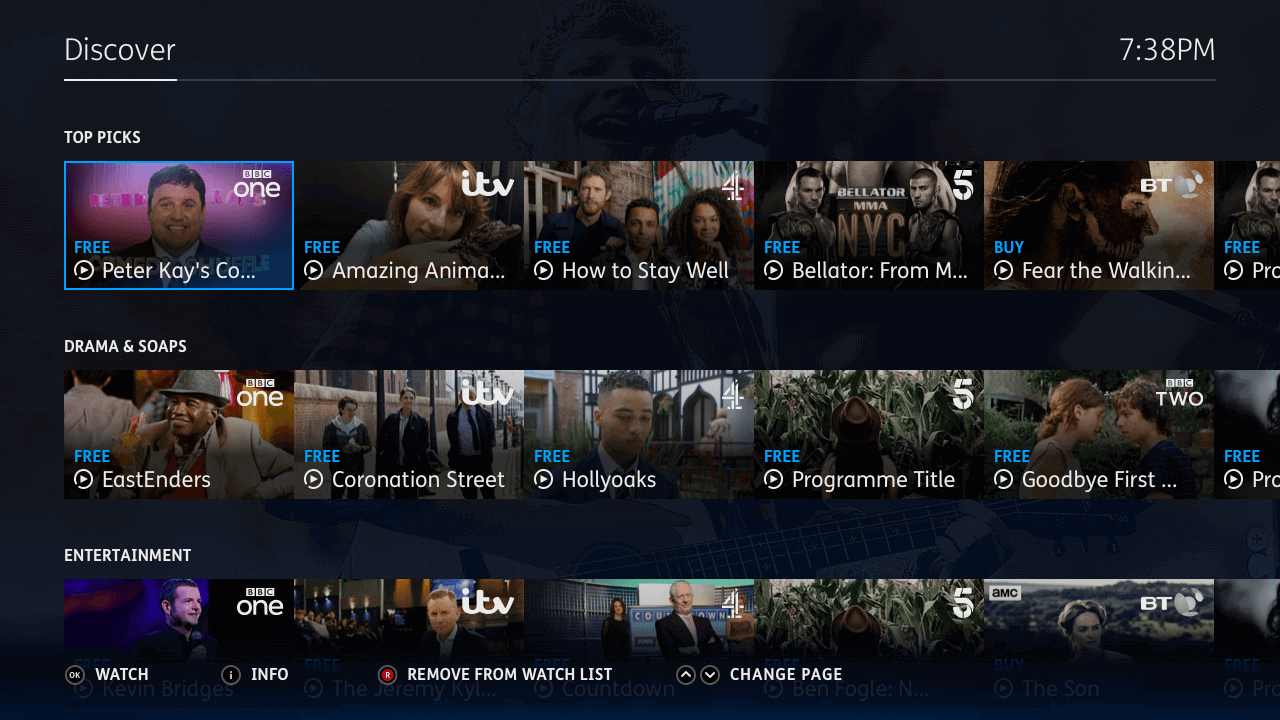 Discover
7:38PM
TOP PICKS
BBC one
FREE
Peter Kay's Co...
itv
FREE
Amazing Anima...
4
FREE
How to Stay Well
BELLATOR
MMA
NYC
5
FREE
Bellator: From M...
BT
BUY
Fear the Walkin...
FREE
Pro
DRAMA & SOAPS
BBC one
FREE
EastEnders
itv
FREE
Coronation Street
4
FREE
Hollyoaks
5
FREE
Programme Title
BBC TWO
FREE
Goodbye First ...
FREE
Pro
ENTERTAINMENT
BBC one
FREE
Kevin Bridges
itv
FREE
The Jeremy Kyl...
COUNTDOWN
4
FREE
Countdown
5
FREE
Ben Fogle: N...
amc
BT
BUY
The Son
FREE
Pro
OK WATCH
i INFO
R REMOVE FROM WATCH LIST
CHANGE PAGE